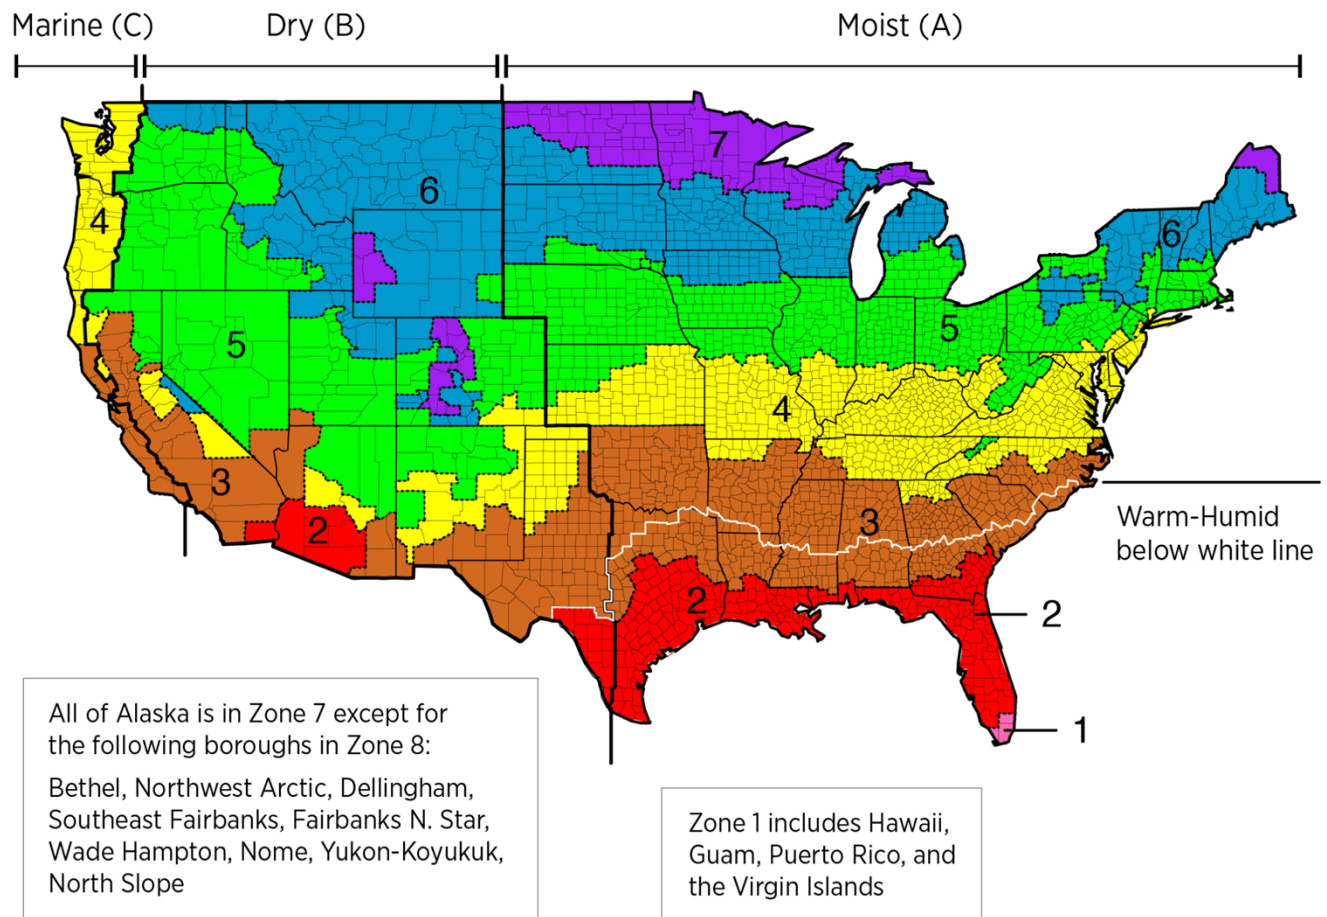 Marine (C)
Dry (B)
Moist (A)
7
6
4
6
5
5
4
3
3
2
2
Warm-Humid
below white line
2
1
All of Alaska is in Zone 7 except for
the following boroughs in Zone 8:
Bethel, Northwest Arctic, Dellingham,
Southeast Fairbanks, Fairbanks N. Star,
Wade Hampton, Nome, Yukon-Koyukuk,
North Slope
Zone 1 includes Hawaii,
Guam, Puerto Rico, and
the Virgin Islands